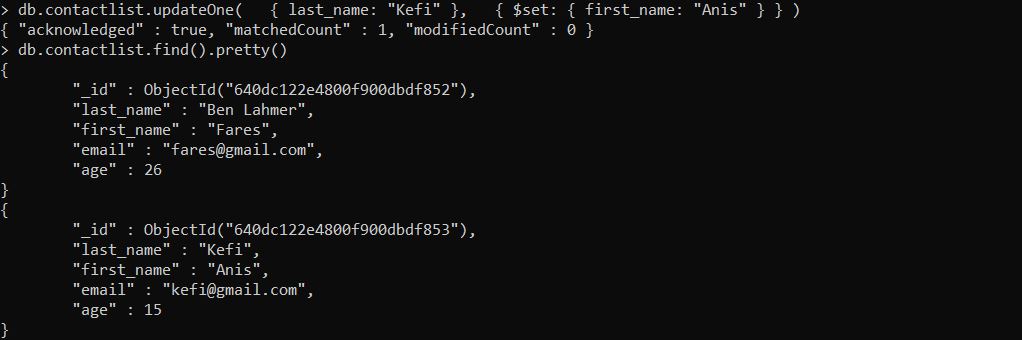 > db.contactlist.updateOne(   { last_name: "Kefi" },   { $set: { first_name: "Anis" } } )
{ "acknowledged" : true, "matchedCount" : 1, "modifiedCount" : 0 }
> db.contactlist.find().pretty()
{
        "_id" : ObjectId("640dc122e4800f900dbdf852"),
        "last_name" : "Ben Lahmer",
        "first_name" : "Fares",
        "email" : "fares@gmail.com",
        "age" : 26
}
{
        "_id" : ObjectId("640dc122e4800f900dbdf853"),
        "last_name" : "Kefi",
        "first_name" : "Anis",
        "email" : "kefi@gmail.com",
        "age" : 15
}